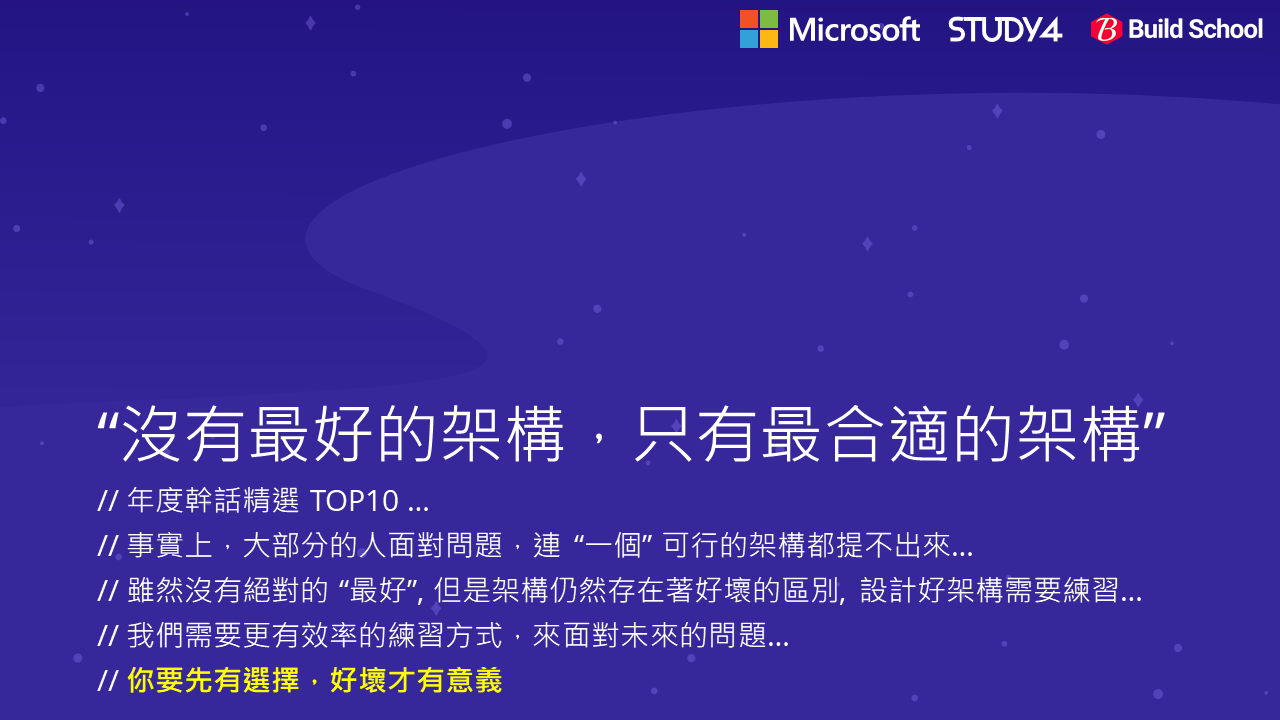 Microsoft STUDY4 Build School
“沒有最好的架構，只有最合適的架構”
// 年度幹話精選 TOP10 ...
// 事實上，大部分的人面對問題，連 “一個” 可行的架構都提不出來...
// 雖然沒有絕對的 “最好”, 但是架構仍然存在著好壞的區別, 設計好架構需要練習...
// 我們需要更有效率的練習方式，來面對未來的問題...
// 你要先有選擇，好壞才有意義